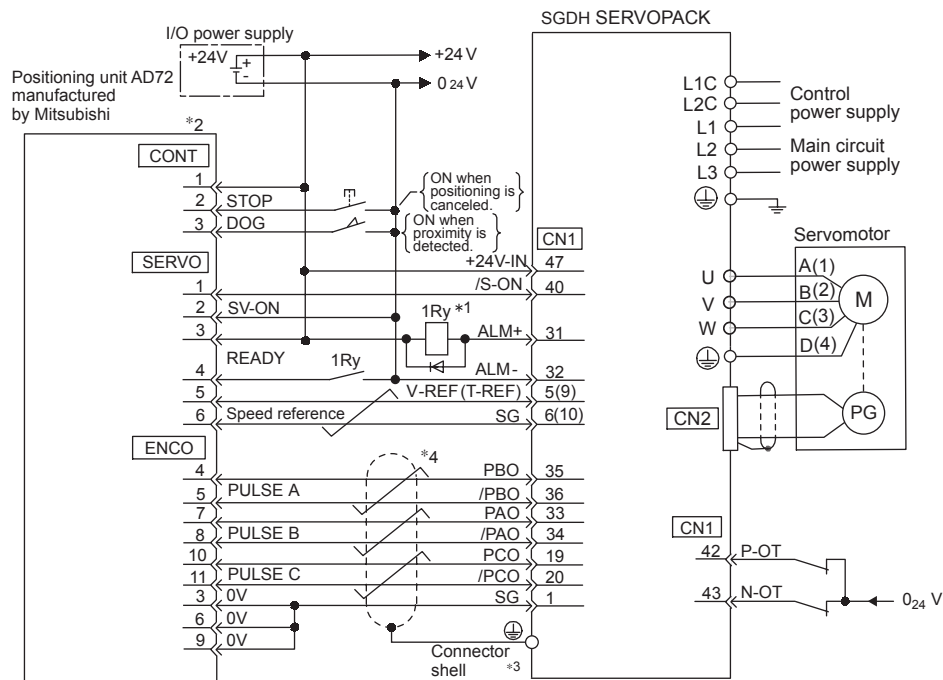 SGDH SERVOPACK
I/O power supply
+24V
+
-
+24 V
0 24 V
Positioning unit AD72
manufactured
by Mitsubishi
*2
CONT
1
2 STOP
3 DOG
ON when
positioning is
canceled.
ON when
proximity is
detected.
SERVO
1
2 SV-ON
3
READY
4
5
6 Speed reference
1Ry *1
1Ry
ENCO
4
5 PULSE A
7
8 PULSE B
10
11 PULSE C
3 0V
6 0V
9 0V
*4
CN1
+24V-IN 47
/S-ON 40
ALM+ 31
ALM- 32
V-REF (T-REF) 5(9)
SG 6(10)
PBO 35
/PBO 36
PAO 33
/PAO 34
PCO 19
/PCO 20
SG 1
Connector
shell *3
L1C
L2C
Control
power supply
L1
L2
L3
Main circuit
power supply
Servomotor
U A(1)
V B(2)
W C(3)
D(4)
M
CN2
PG
CN1
42 P-OT
43 N-OT
024 V